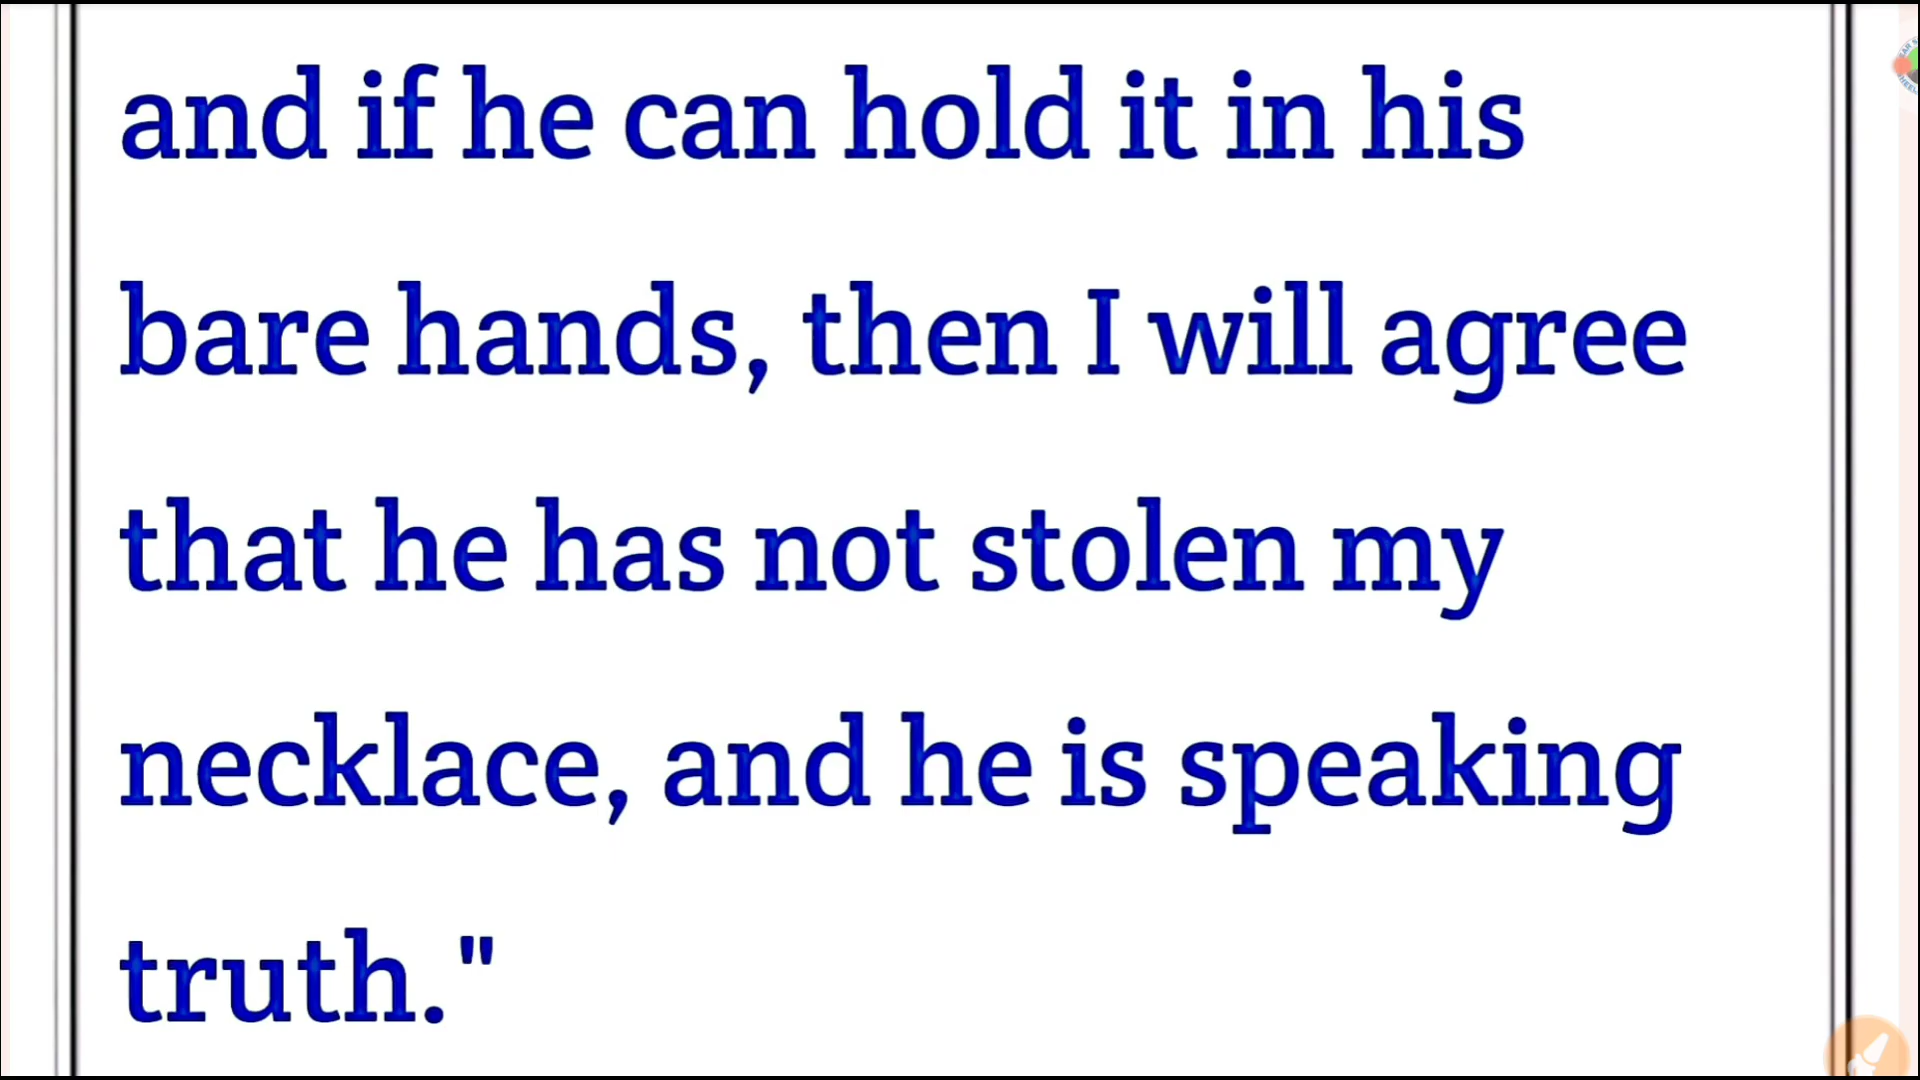 and if he can hold it in his
bare hands, then I will agree
that he has not stolen my
necklace, and he is speaking
truth."